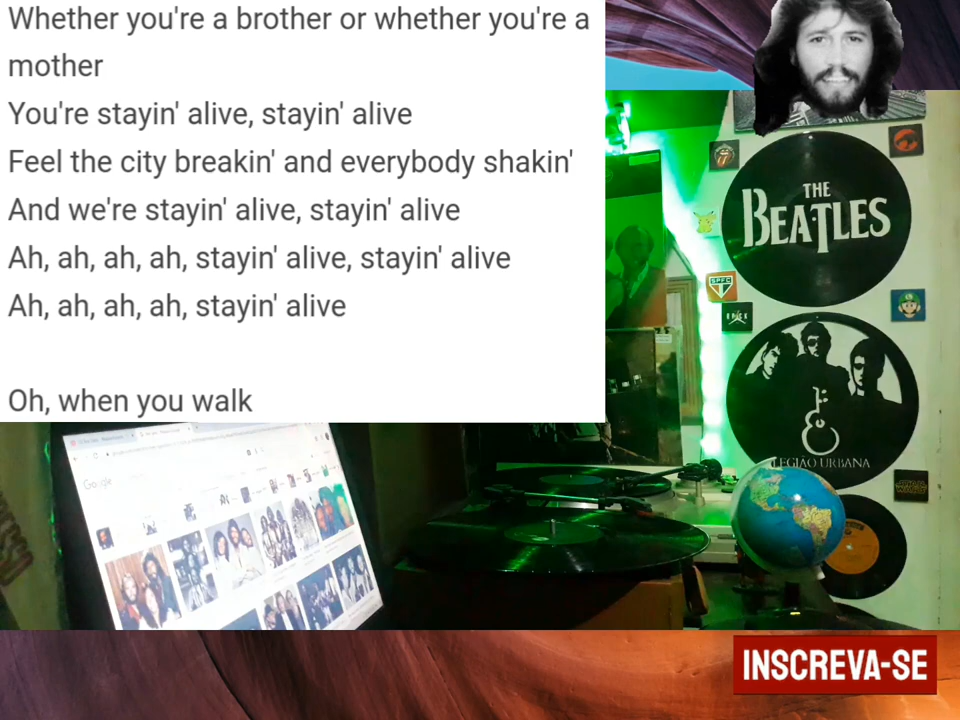 Whether you're a brother or whether you're a
mother
You're stayin' alive, stayin' alive
Feel the city breakin' and everybody shakin'
And we're stayin' alive, stayin' alive
Ah, ah, ah, ah, stayin' alive, stayin' alive
Ah, ah, ah, ah, stayin' alive
Oh, when you walk
THE
BEATLES
SPFC
LEGIÃO URBANA
Google
INSCREVA-SE